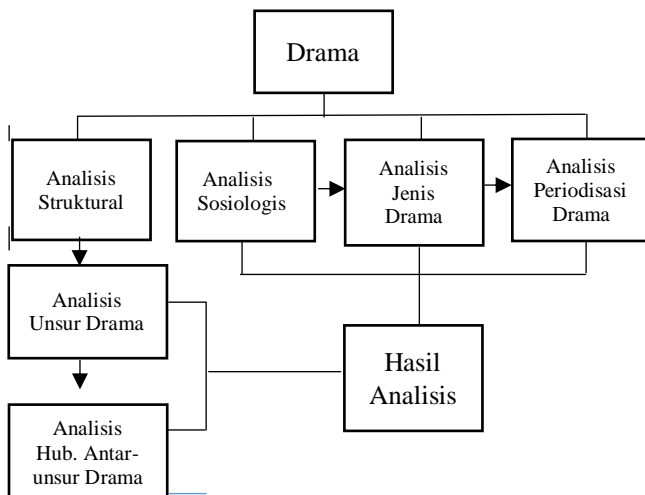 Drama
Analisis
Struktural
Analisis
Sosiologis
Analisis
Jenis
Drama
Analisis
Periodisasi
Drama
Analisis
Unsur Drama
Hasil
Analisis
Analisis
Hub. Antar-
unsur Drama